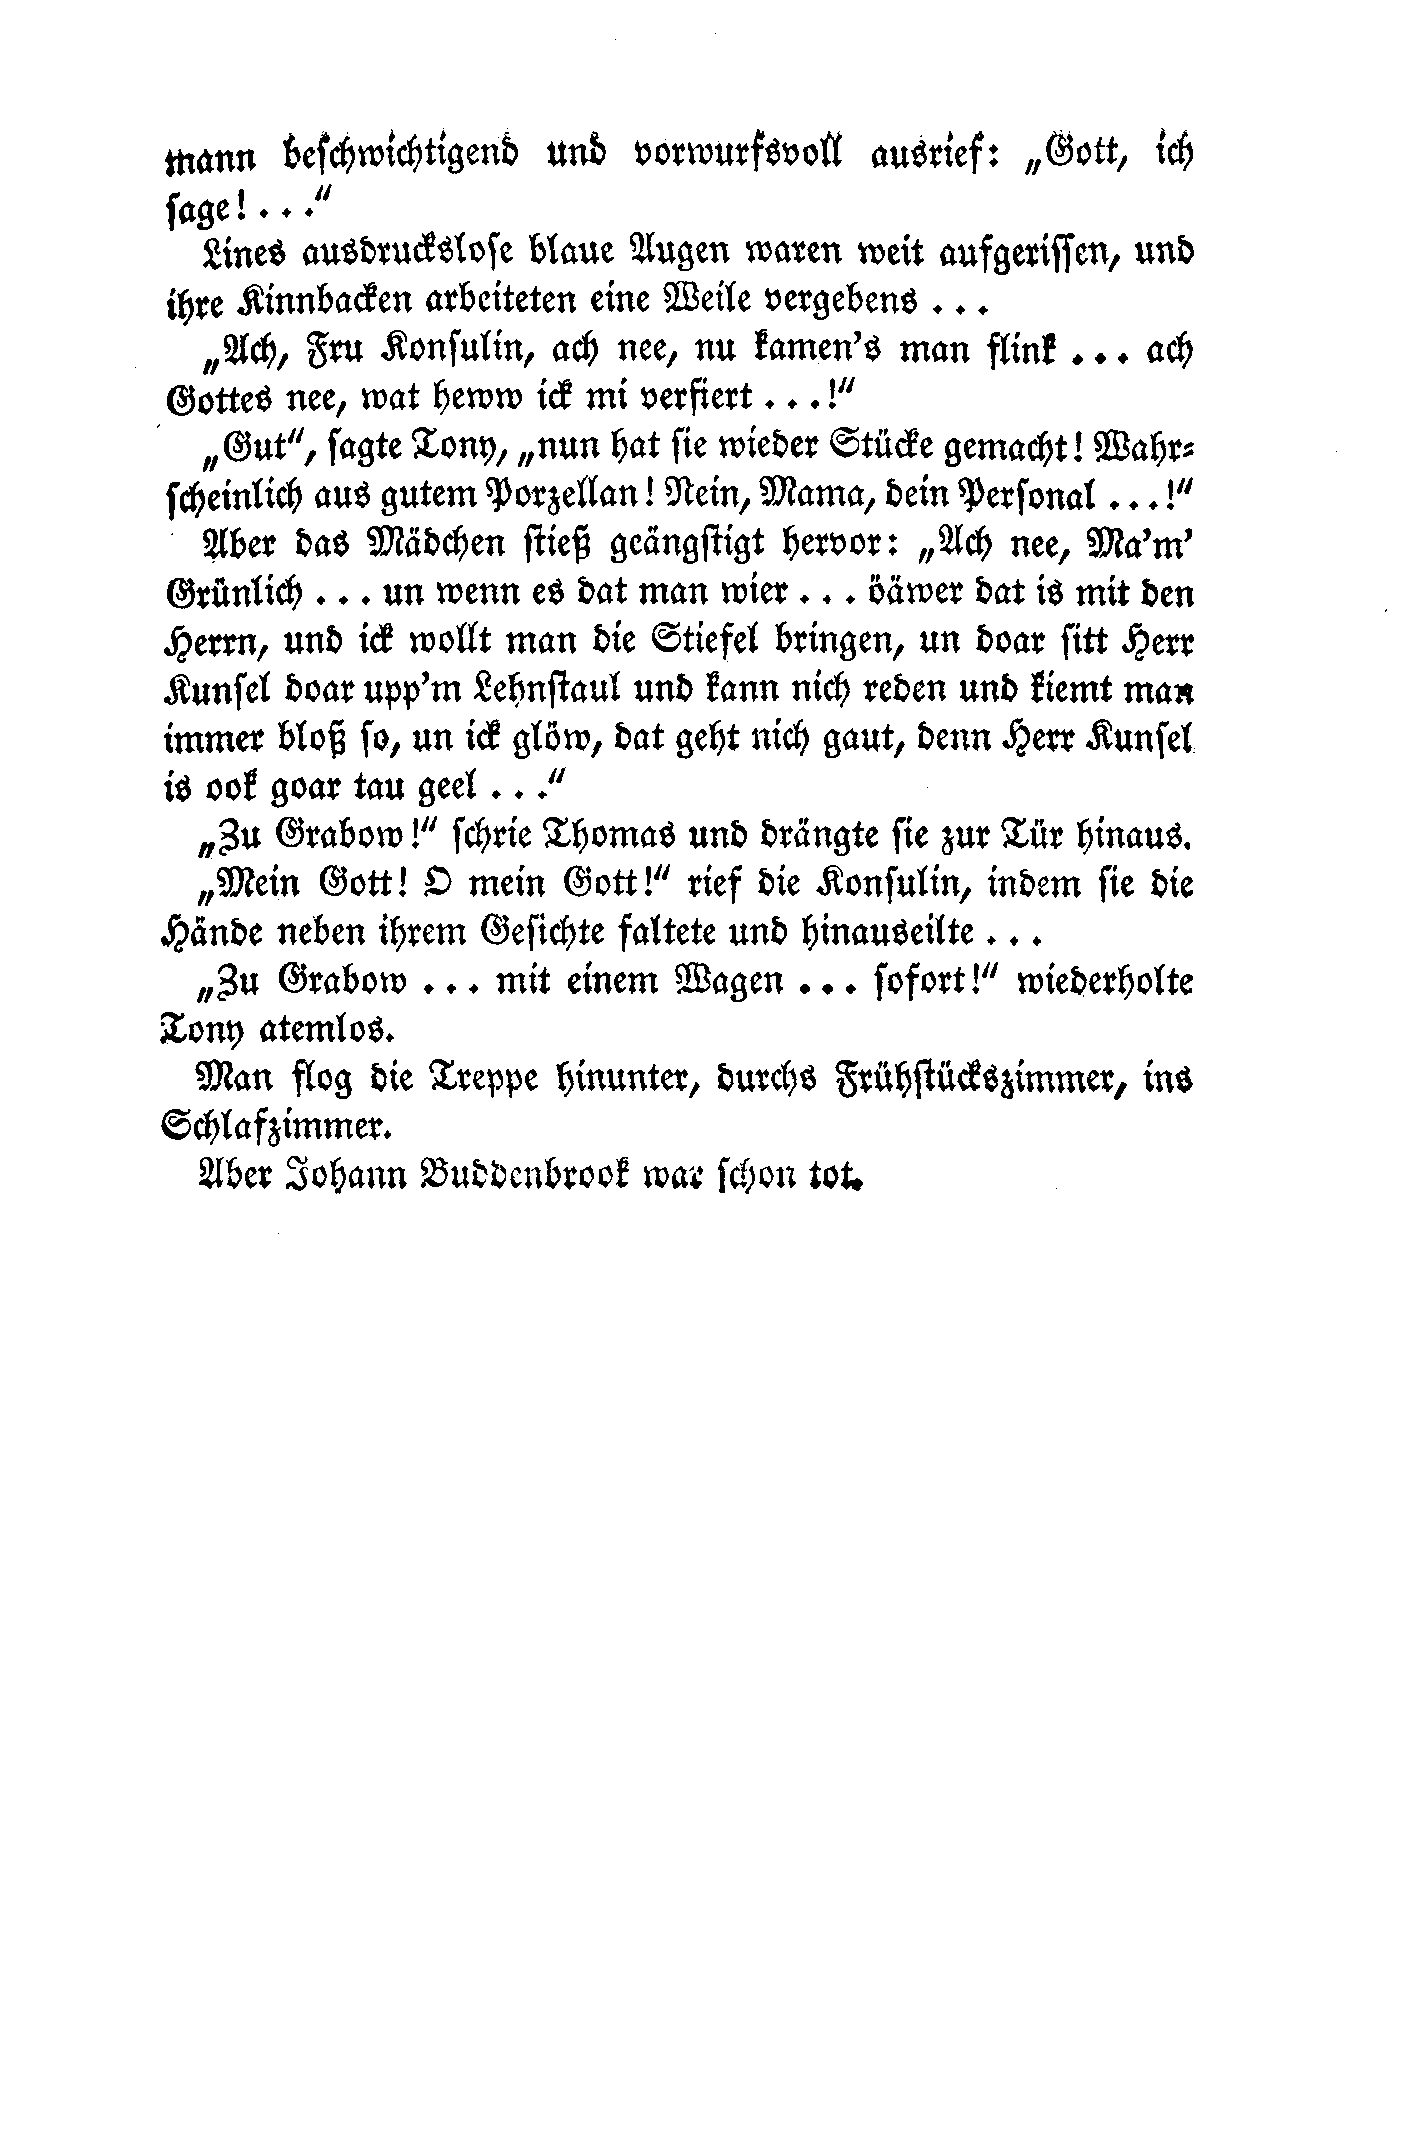 mann beschwichtigend und vorwurfsvoll ausrief: „Gott, ich
sage! . . .“
Lines ausdruckslose blaue Augen waren weit aufgerissen, und
ihre Kinnbacken arbeiteten eine Weile vergebens . . .
„Ach, Fru Konsulin, ach nee, nu kamen's man flink . . . ach
Gottes nee, wat heww ick mi verfiert . . .!“
„Gut“, sagte Tony, „nun hat sie wieder Stücke gemacht! Wahr-
scheinlich aus gutem Porzellan! Nein, Mama, dein Personal . . .!“
Aber das Mädchen stieß geängstigt hervor: „Ach nee, Ma'm'
Grünlich . . . un wenn es dat man wier . . . öäwer dat is mit den
Herrn, und ick wollt man die Stiefel bringen, un doar sitt Herr
Kunsel doar upp'm Lehnstaul und kann nich reden und kiemt man
immer bloß so, un ick glöw, dat geht nich gaut, denn Herr Kunsel
is ook goar tau geel . . .“
„Zu Grabow!“ schrie Thomas und drängte sie zur Tür hinaus.
„Mein Gott! O mein Gott!“ rief die Konsulin, indem sie die
Hände neben ihrem Gesichte faltete und hinauseilte . . .
„Zu Grabow . . . mit einem Wagen . . . sofort!“ wiederholte
Tony atemlos.
Man flog die Treppe hinunter, durchs Frühstückszimmer, ins
Schlafzimmer.
Aber Johann Buddenbrook war schon tot.